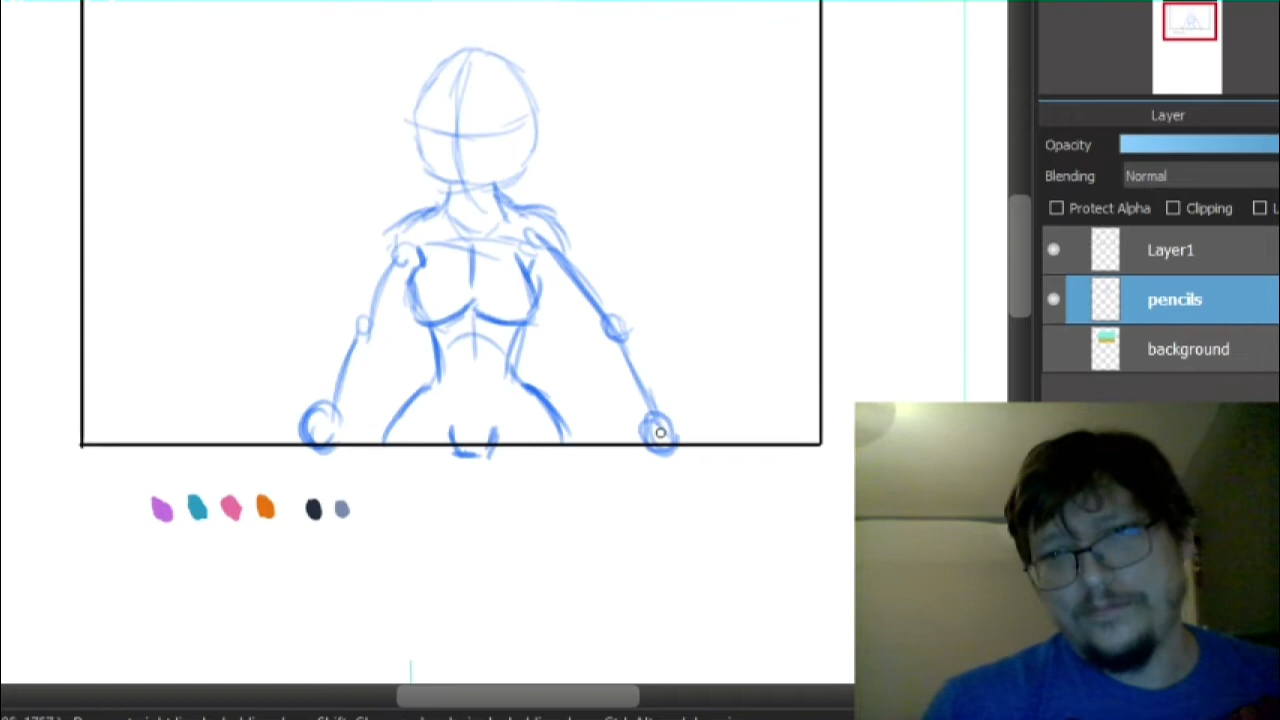 Layer
Opacity
Blending Normal
Protect Alpha Clipping
Layer1
pencils
background